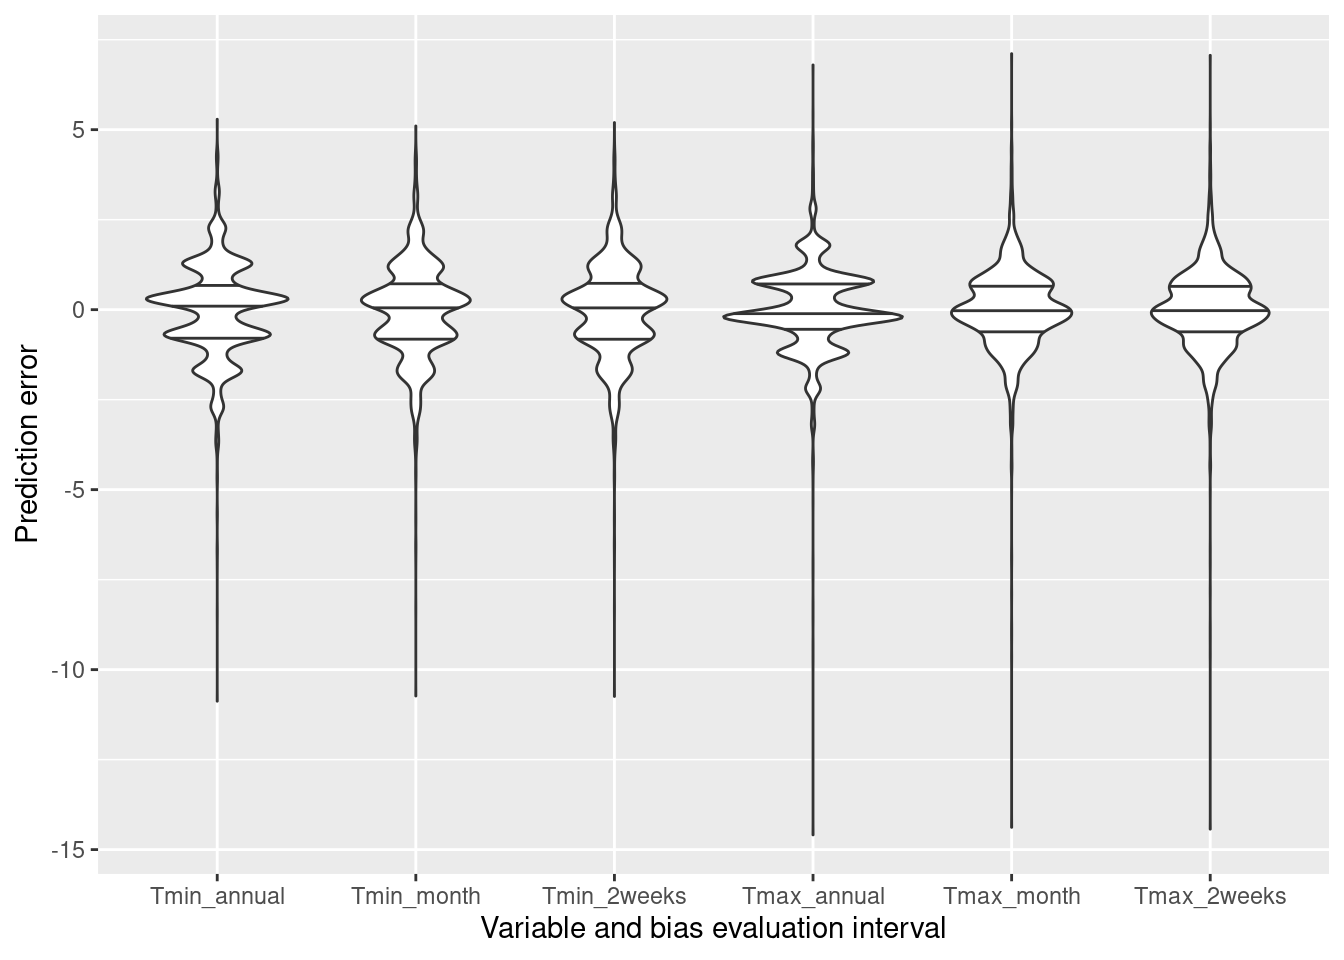 Prediction error
5
0
-5
-10
-15
Tmin_annual Tmin_month Tmin_2weeks Tmax_annual Tmax_month Tmax_2weeks
Variable and bias evaluation interval